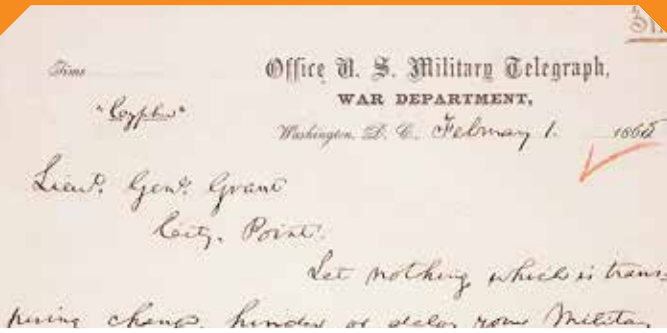 Time
Office U. S. Military Telegraph,
WAR DEPARTMENT,
"Cypher"
Washington, D. C. February 1. 1865
Lieut. Genl. Grant
City. Point.
Let nothing which is trans-
piring change, hinder or delay your Military